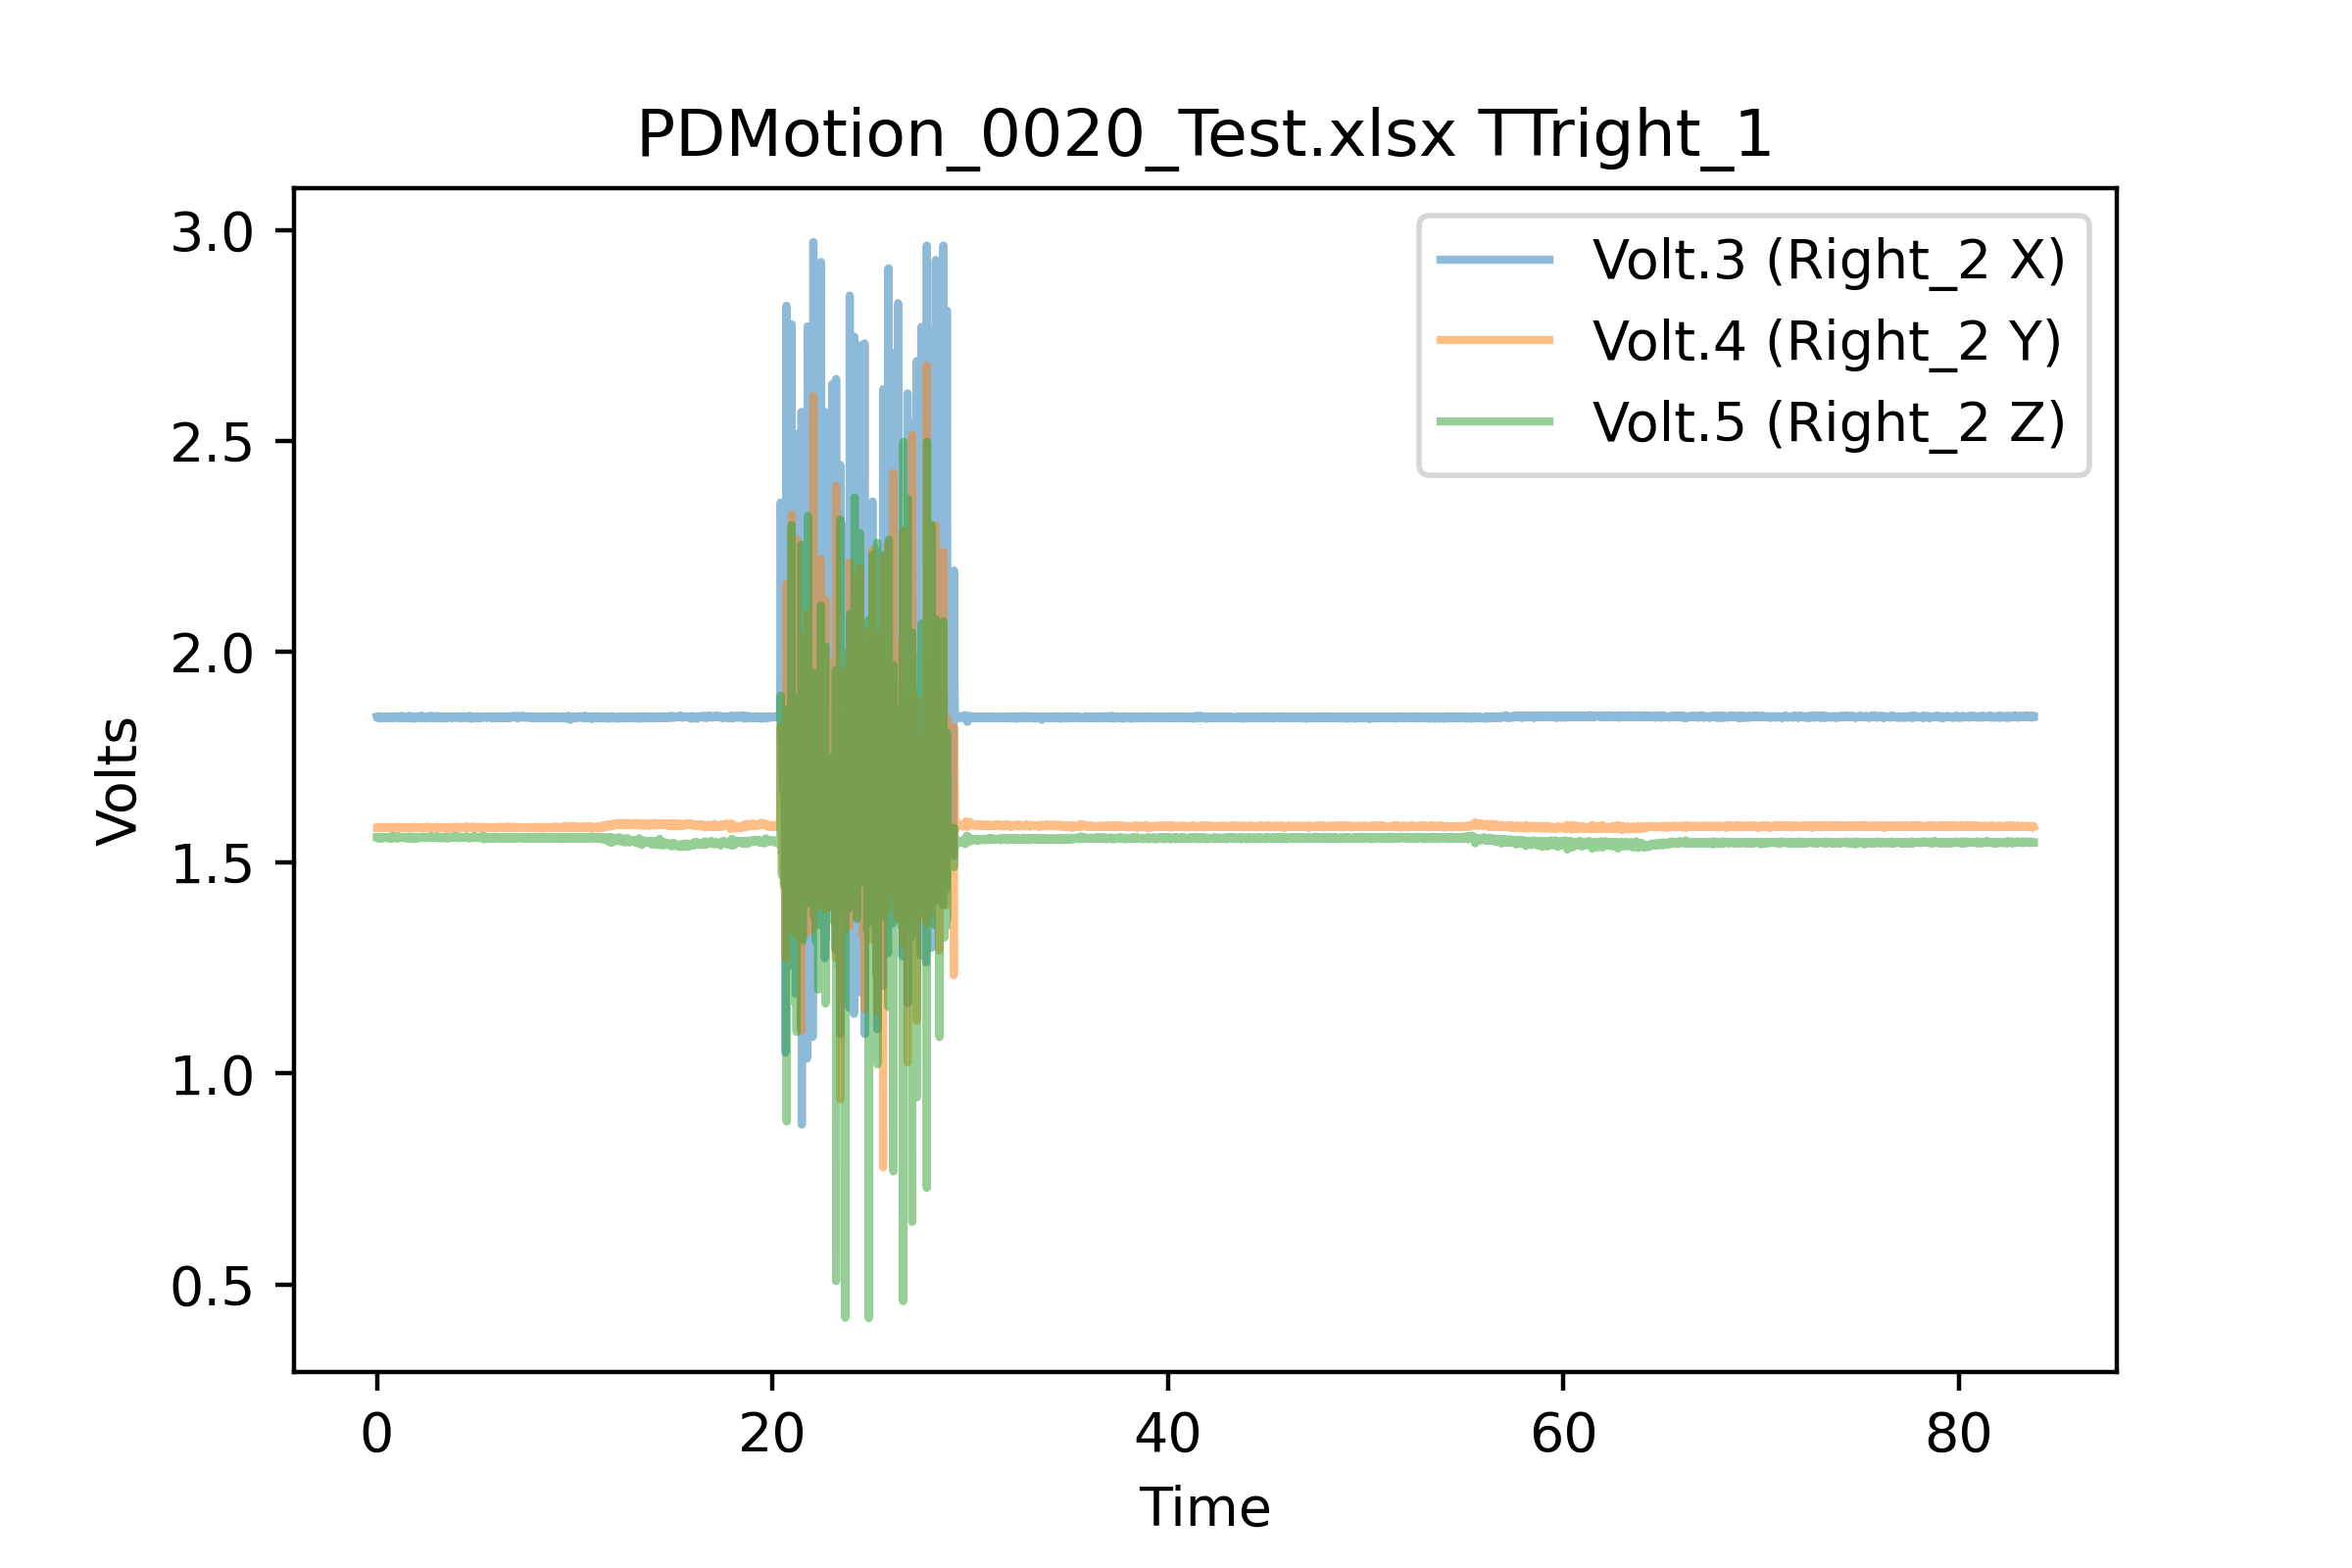 PDMotion_0020_Test.xlsx TTright_1
Volt.3 (Right_2 X)
Volt.4 (Right_2 Y)
Volt.5 (Right_2 Z)
3.0
2.5
2.0
1.5
1.0
0.5
Volts
0 20 40 60 80
Time